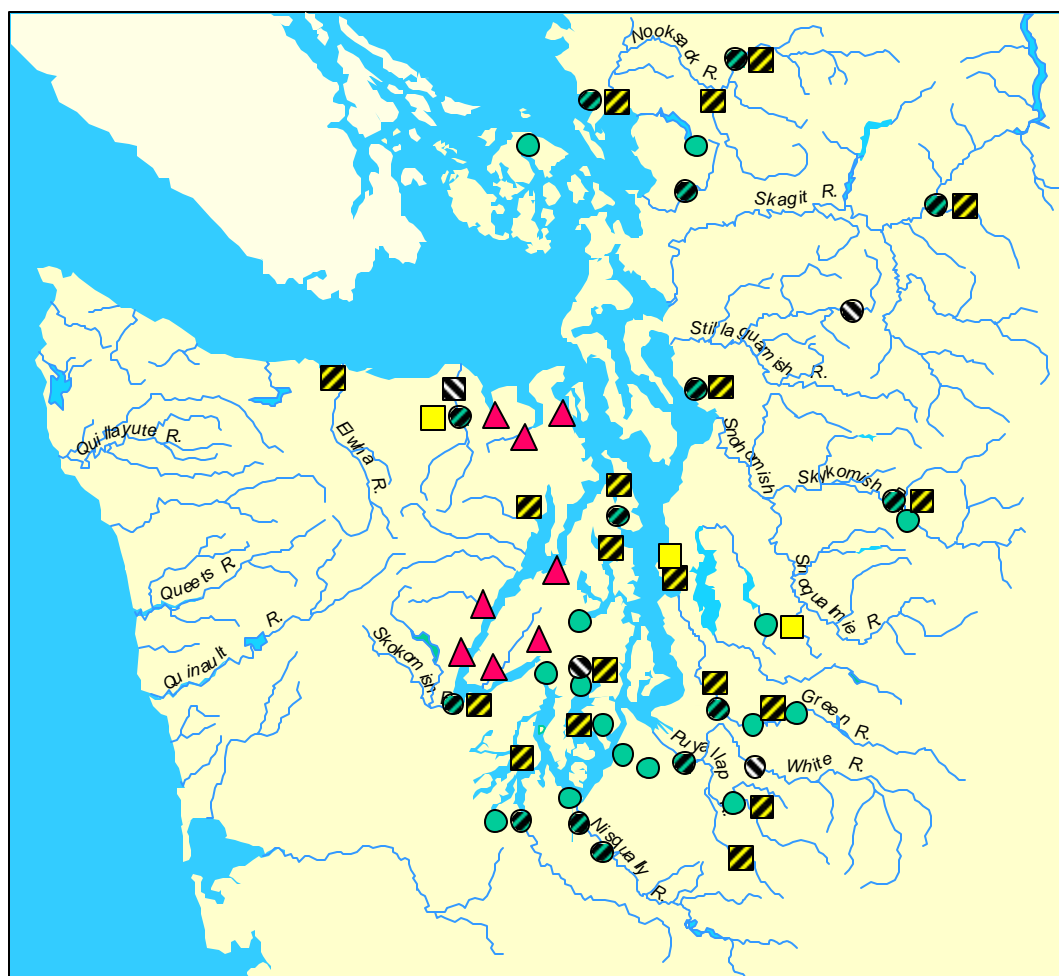 Nooksack R.
Skagit R.
Stillaguamish R.
Quillayute R.
Elwha R.
Snohomish
Skykomish R.
Queets R.
Snoqualmie R.
Quinault R.
Skokomish R.
Green R.
Puyallup R.
White R.
Nisqually R.